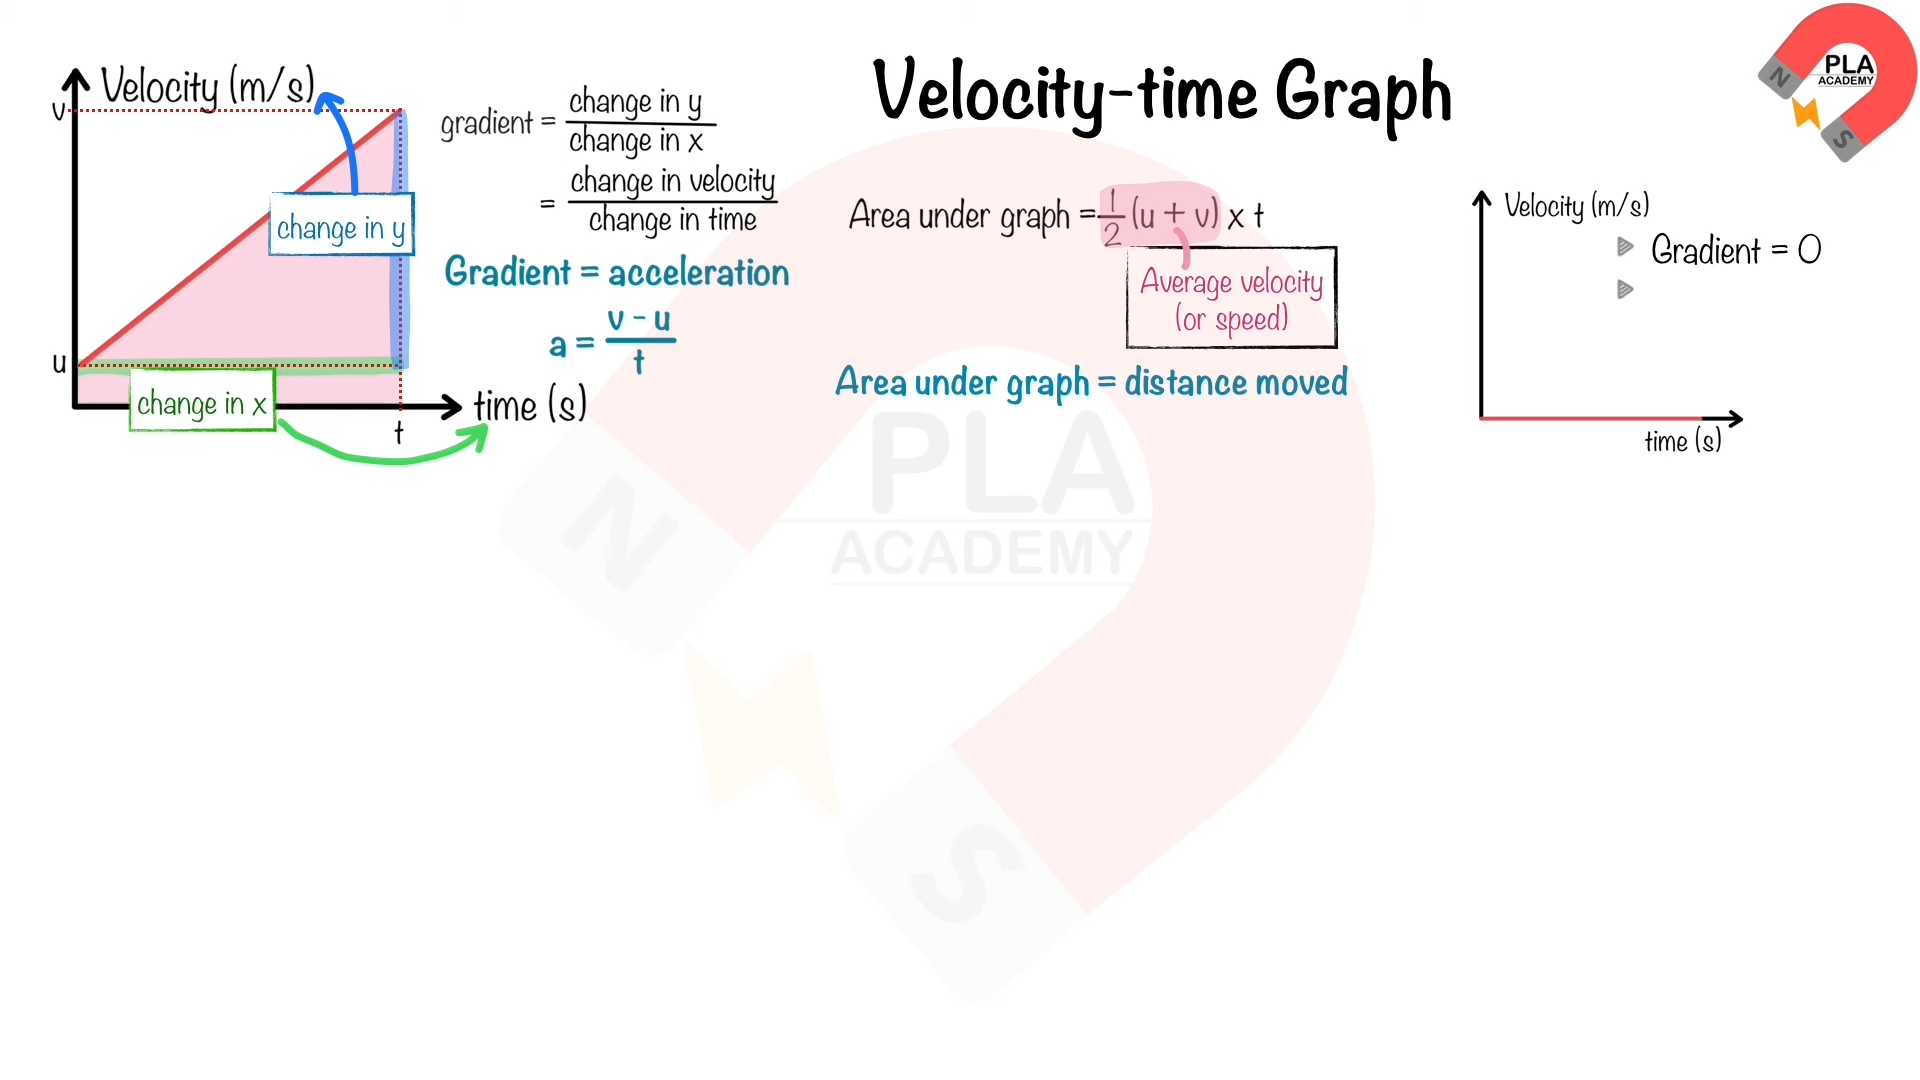 Velocity-time Graph
PLA
ACADEMY
N
S
Velocity (m/s)
v
u
change in y
change in x
time (s)
t
gradient = change in y
change in x
= change in velocity
change in time
Gradient = acceleration
a = v - u
t
Area under graph = 1/2 (u + v) x t
Average velocity
(or speed)
Area under graph = distance moved
Velocity (m/s)
Gradient = 0
time (s)
PLA
ACADEMY
N
S